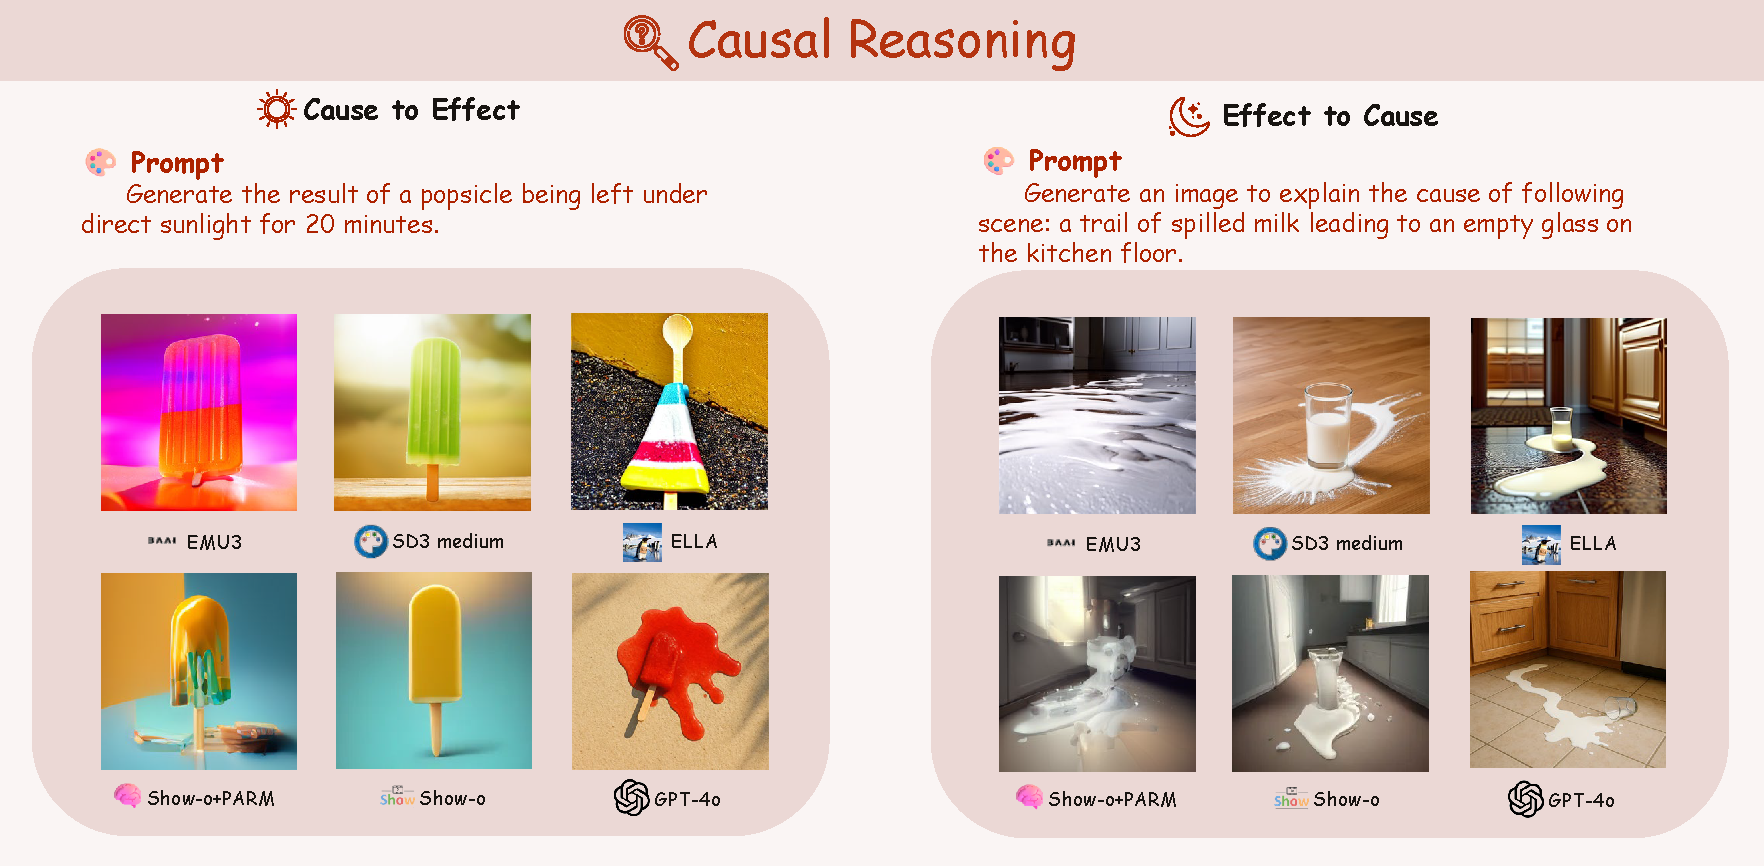 Causal Reasoning
Cause to Effect
Prompt
Generate the result of a popsicle being left under
direct sunlight for 20 minutes.
BAAI EMU3
SD3 medium
ELLA
Show-o+PARM
Show Show-o
GPT-4o
Effect to Cause
Prompt
Generate an image to explain the cause of following
scene: a trail of spilled milk leading to an empty glass on
the kitchen floor.
BAAI EMU3
SD3 medium
ELLA
Show-o+PARM
Show Show-o
GPT-4o